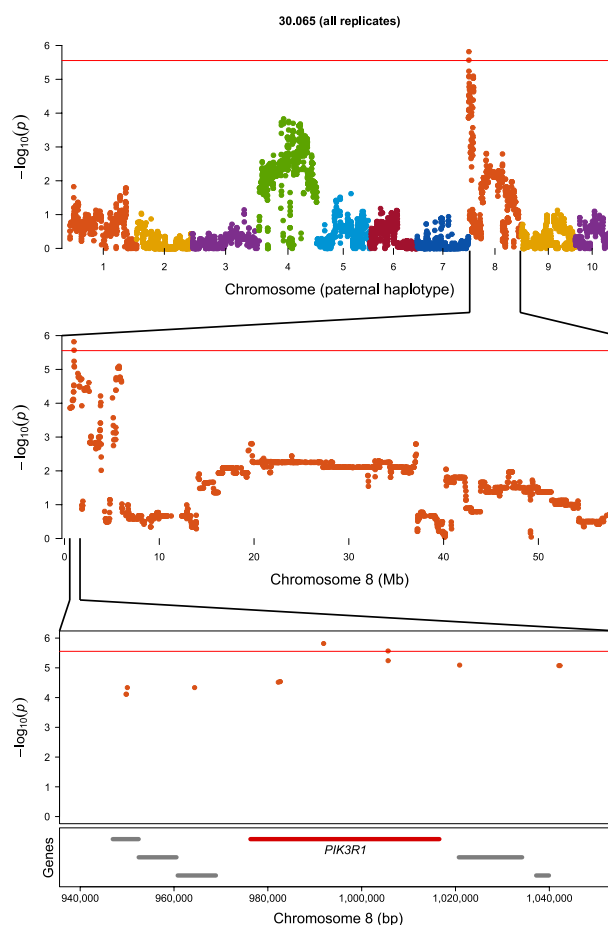 30.065 (all replicates)
6
5
4
3
2
1
0
−log10(p)
1 2 3 4 5 6 7 8 9 10
Chromosome (paternal haplotype)
6
5
4
3
2
1
0
−log10(p)
0 10 20 30 40 50
Chromosome 8 (Mb)
6
5
4
3
2
1
0
−log10(p)
Genes
PIK3R1
940,000 960,000 980,000 1,000,000 1,020,000 1,040,000
Chromosome 8 (bp)